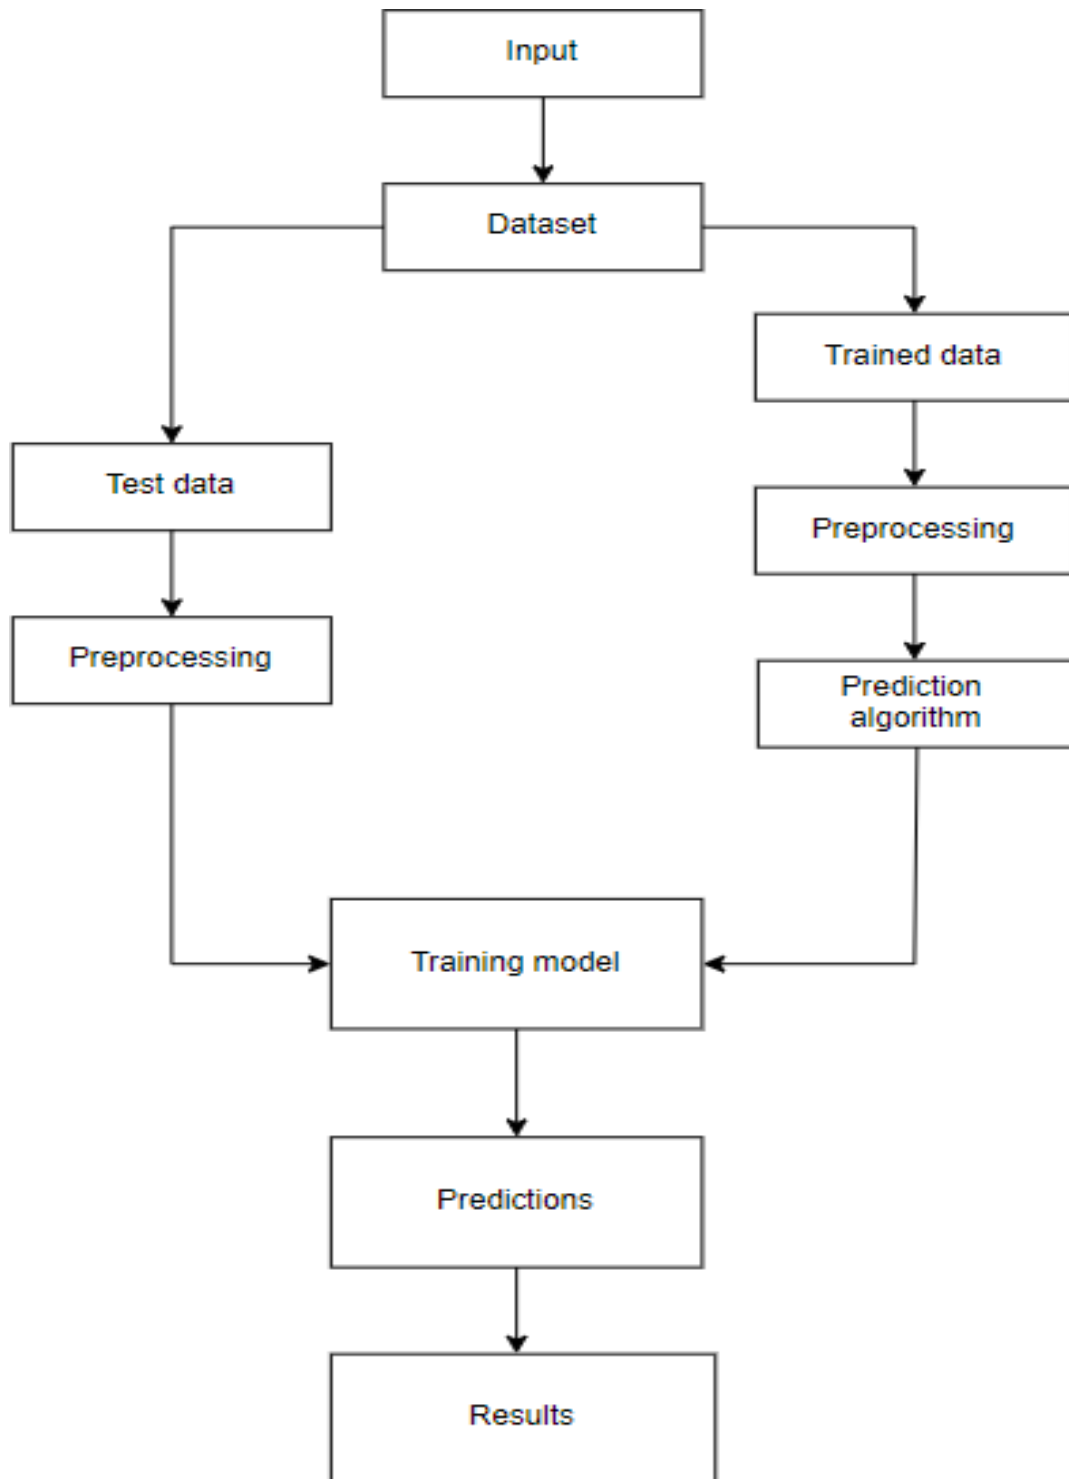 Input
Dataset
Trained data
Test data
Preprocessing
Preprocessing
Prediction
algorithm
Training model
Predictions
Results